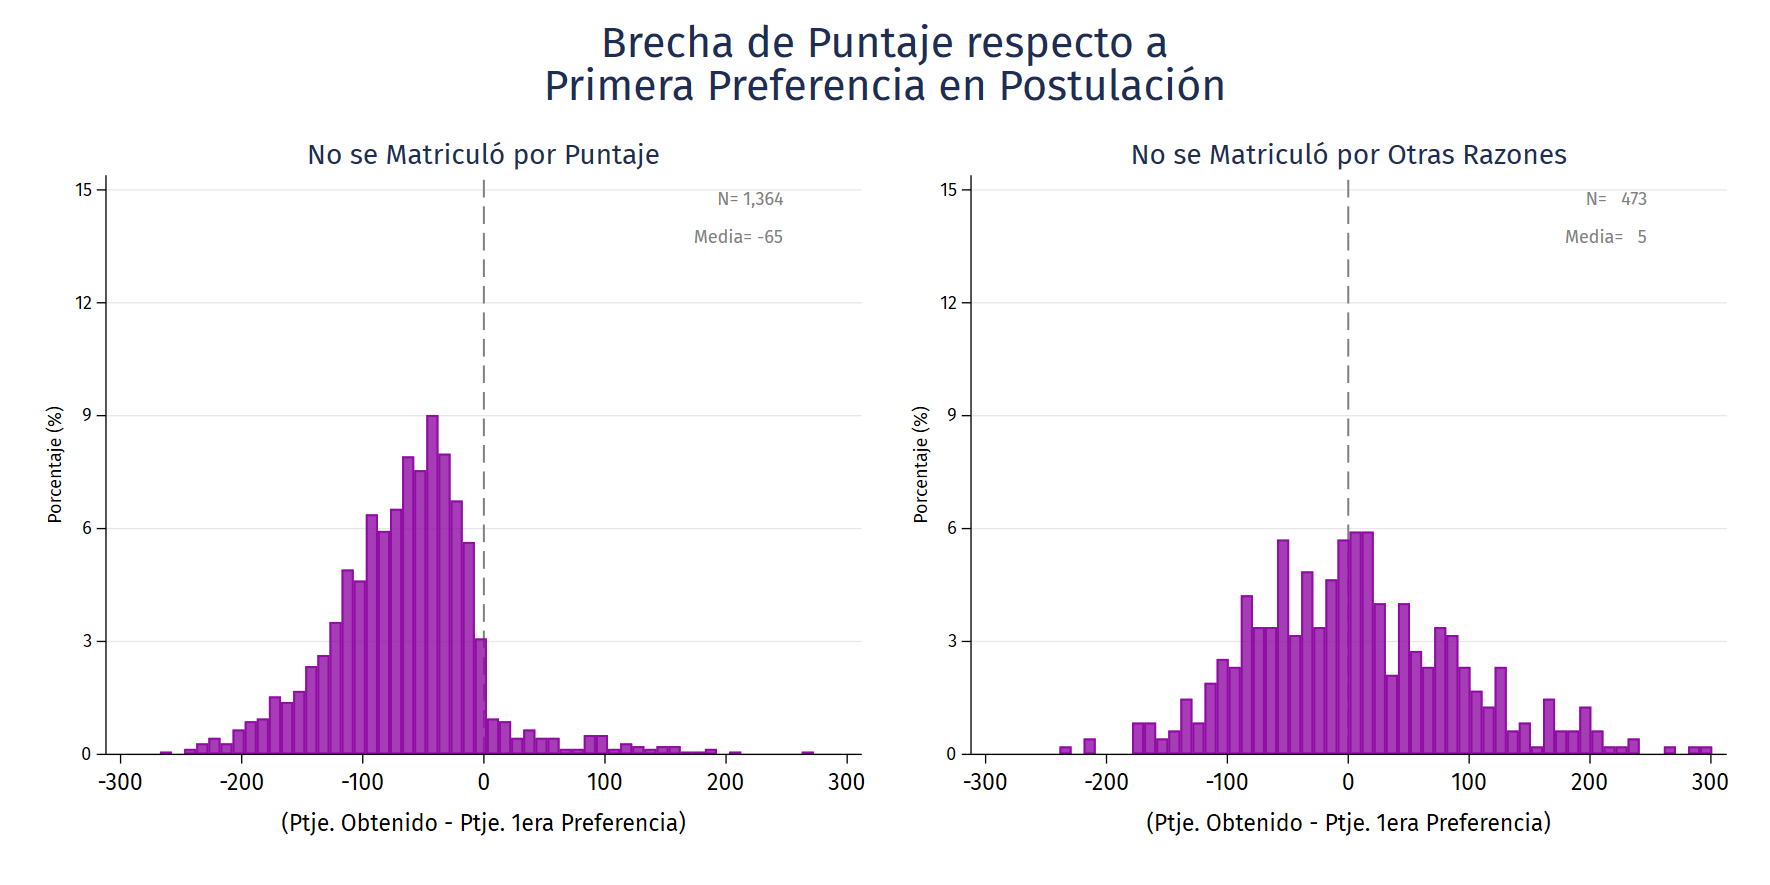 Brecha de Puntaje respecto a
Primera Preferencia en Postulación
No se Matriculó por Puntaje
N= 1,364
Media= -65
Porcentaje (%)
15
12
9
6
3
0
-300 -200 -100 0 100 200 300
(Ptje. Obtenido - Ptje. 1era Preferencia)
No se Matriculó por Otras Razones
N= 473
Media= 5
Porcentaje (%)
15
12
9
6
3
0
-300 -200 -100 0 100 200 300
(Ptje. Obtenido - Ptje. 1era Preferencia)